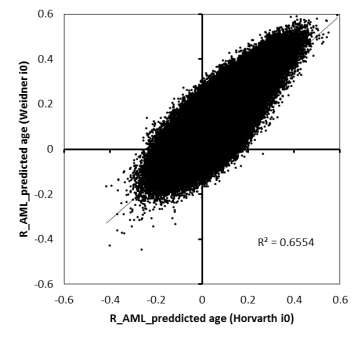 0.6
0.4
0.2
0
-0.2
-0.4
-0.6
R_AML_predicted age (Weidner i0)
R² = 0.6554
-0.6 -0.4 -0.2 0 0.2 0.4 0.6
R_AML_preddicted age (Horvarth i0)